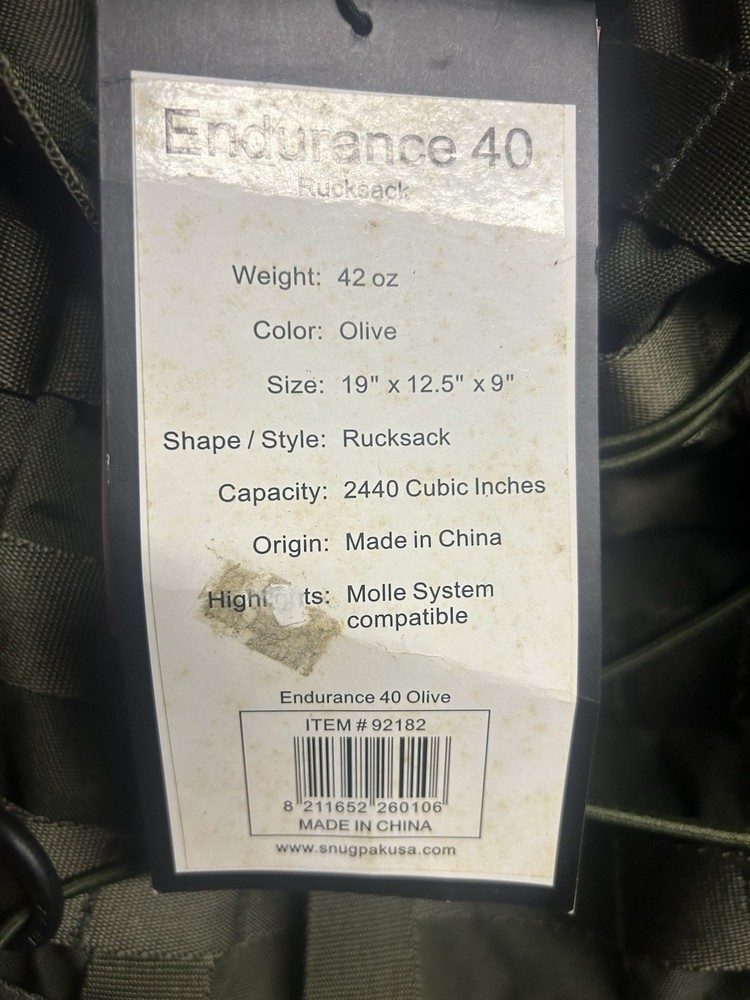 Endurance 40
Rucksack
Weight: 42 oz
Color: Olive
Size: 19" x 12.5" x 9"
Shape / Style: Rucksack
Capacity: 2440 Cubic Inches
Origin: Made in China
Highlights: Molle System
compatible
Endurance 40 Olive
ITEM # 92182
8 211652 260106
MADE IN CHINA
www.snugpakusa.com